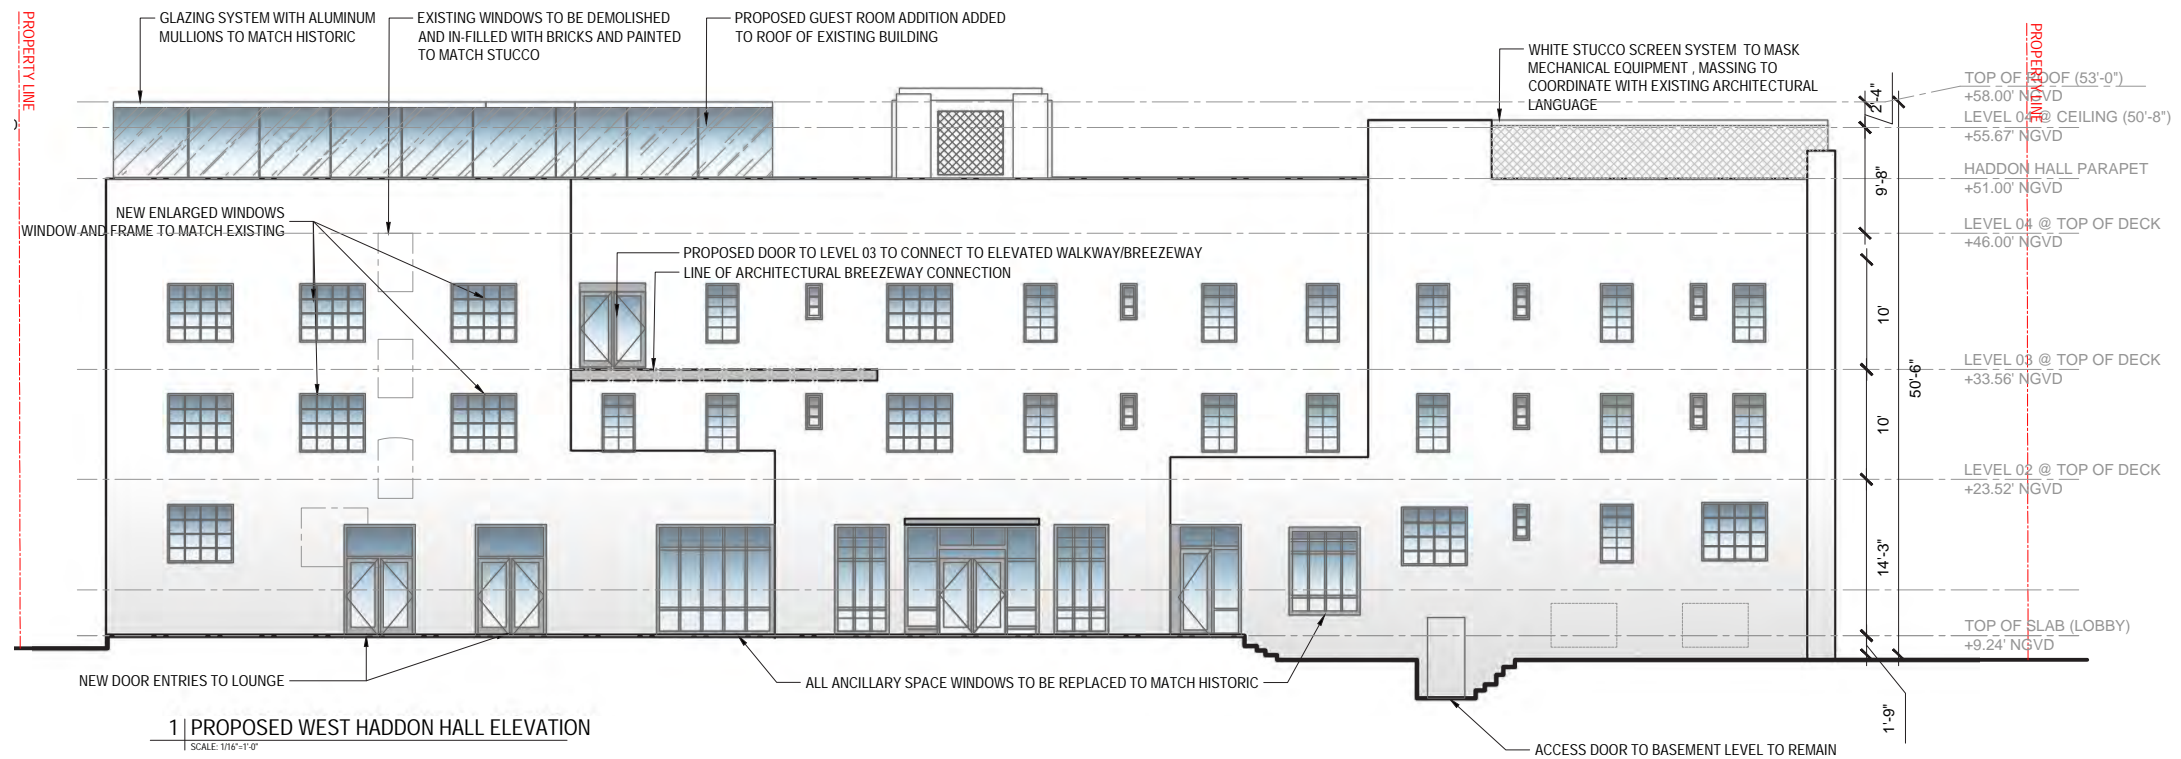 PROPERTY LINE
GLAZING SYSTEM WITH ALUMINUM
MULLIONS TO MATCH HISTORIC
EXISTING WINDOWS TO BE DEMOLISHED
AND IN-FILLED WITH BRICKS AND PAINTED
TO MATCH STUCCO
PROPOSED GUEST ROOM ADDITION ADDED
TO ROOF OF EXISTING BUILDING
WHITE STUCCO SCREEN SYSTEM TO MASK
MECHANICAL EQUIPMENT , MASSING TO
COORDINATE WITH EXISTING ARCHITECTURAL
LANGUAGE
PROPERTY LINE
TOP OF ROOF (53'-0")
+58.00' NGVD
LEVEL 04 @ CEILING (50'-8")
+55.67' NGVD
HADDON HALL PARAPET
+51.00' NGVD
LEVEL 04 @ TOP OF DECK
+46.00' NGVD
LEVEL 03 @ TOP OF DECK
+33.56' NGVD
LEVEL 02 @ TOP OF DECK
+23.52' NGVD
TOP OF SLAB (LOBBY)
+9.24' NGVD
2'-4"
9'-8"
10'
10'
50'-6"
14'-3"
1'-9"
NEW ENLARGED WINDOWS
WINDOW AND FRAME TO MATCH EXISTING
PROPOSED DOOR TO LEVEL 03 TO CONNECT TO ELEVATED WALKWAY/BREEZEWAY
LINE OF ARCHITECTURAL BREEZEWAY CONNECTION
NEW DOOR ENTRIES TO LOUNGE
ALL ANCILLARY SPACE WINDOWS TO BE REPLACED TO MATCH HISTORIC
ACCESS DOOR TO BASEMENT LEVEL TO REMAIN
1 PROPOSED WEST HADDON HALL ELEVATION
SCALE: 1/16"=1'-0"